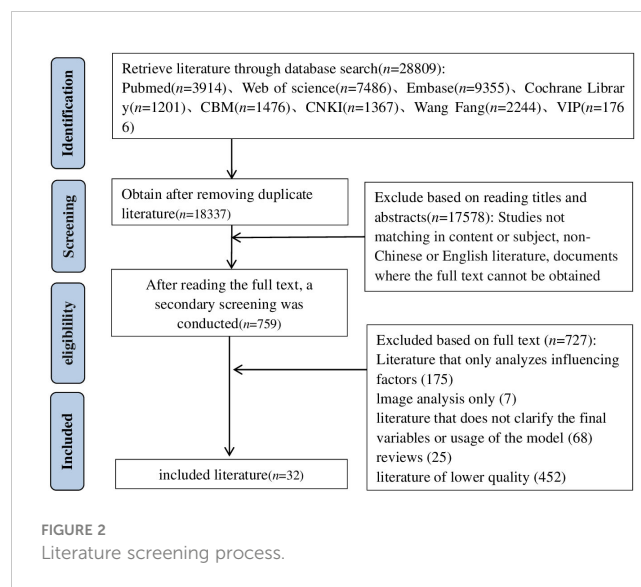 Identification
Retrieve literature through database search(n=28809):
Pubmed(n=3914)、Web of science(n=7486)、Embase(n=9355)、Cochrane Librar
y(n=1201)、CBM(n=1476)、CNKI(n=1367)、Wang Fang(n=2244)、VIP(n=176
6)
Screening
Obtain after removing duplicate
literature(n=18337)
Exclude based on reading titles and
abstracts(n=17578): Studies not
matching in content or subject, non-
Chinese or English literature, documents
where the full text cannot be obtained
eligiblility
After reading the full text, a
secondary screening was
conducted(n=759)
Excluded based on full text (n=727):
Literature that only analyzes influencing
factors (175)
Image analysis only (7)
literature that does not clarify the final
variables or usage of the model (68)
reviews (25)
literature of lower quality (452)
Included
included literature(n=32)
FIGURE 2
Literature screening process.